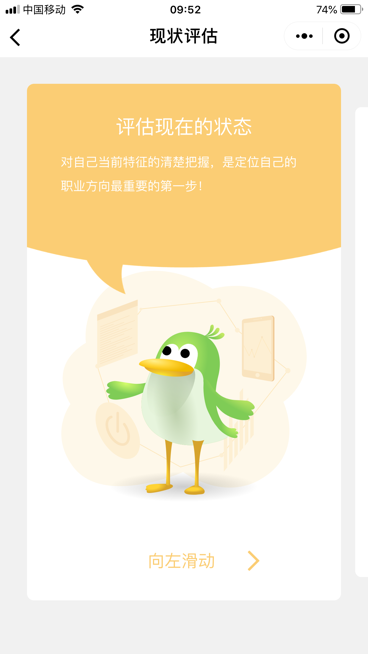 中国移动 09:52 74%
现状评估
评估现在的状态
对自己当前特征的清楚把握，是定位自己的
职业方向最重要的第一步！
向左滑动